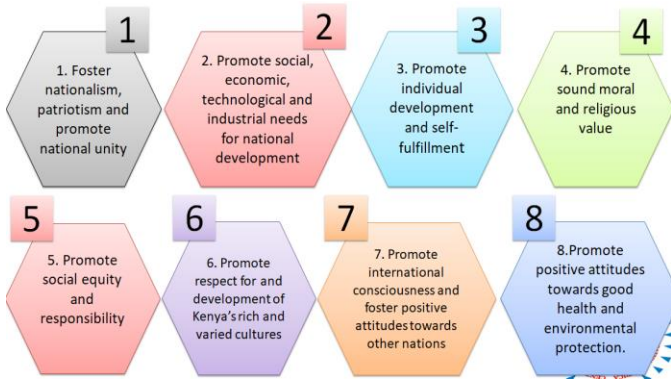 1
1. Foster
nationalism,
patriotism and
promote
national unity
2
2. Promote social,
economic,
technological and
industrial needs
for national
development
3
3. Promote
individual
development
and self-
fulfillment
4
4. Promote
sound moral
and religious
value
5
5. Promote
social equity
and
responsibility
6
6. Promote
respect for and
development of
Kenya's rich and
varied cultures
7
7. Promote
international
consciousness and
foster positive
attitudes towards
other nations
8
8.Promote
positive attitudes
towards good
health and
environmental
protection.